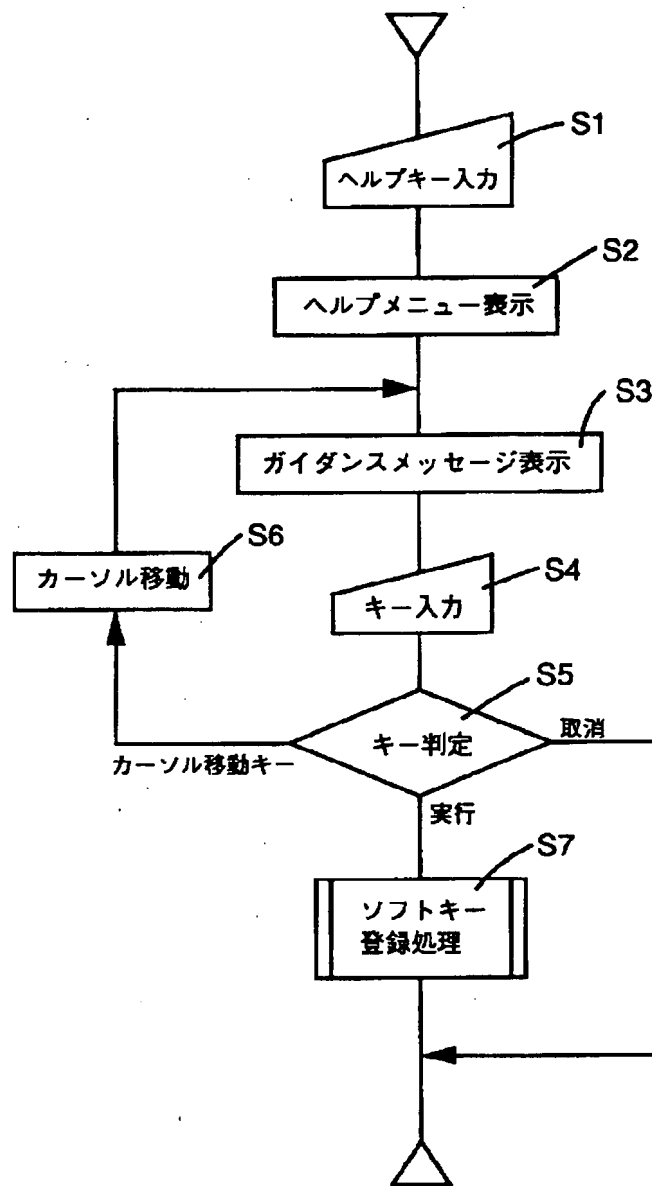 S1
ヘルプキー入力
S2
ヘルプメニュー表示
S3
ガイダンスメッセージ表示
S6
カーソル移動
S4
キー入力
S5
キー判定
取消
カーソル移動キー
実行
S7
ソフトキー
登録処理